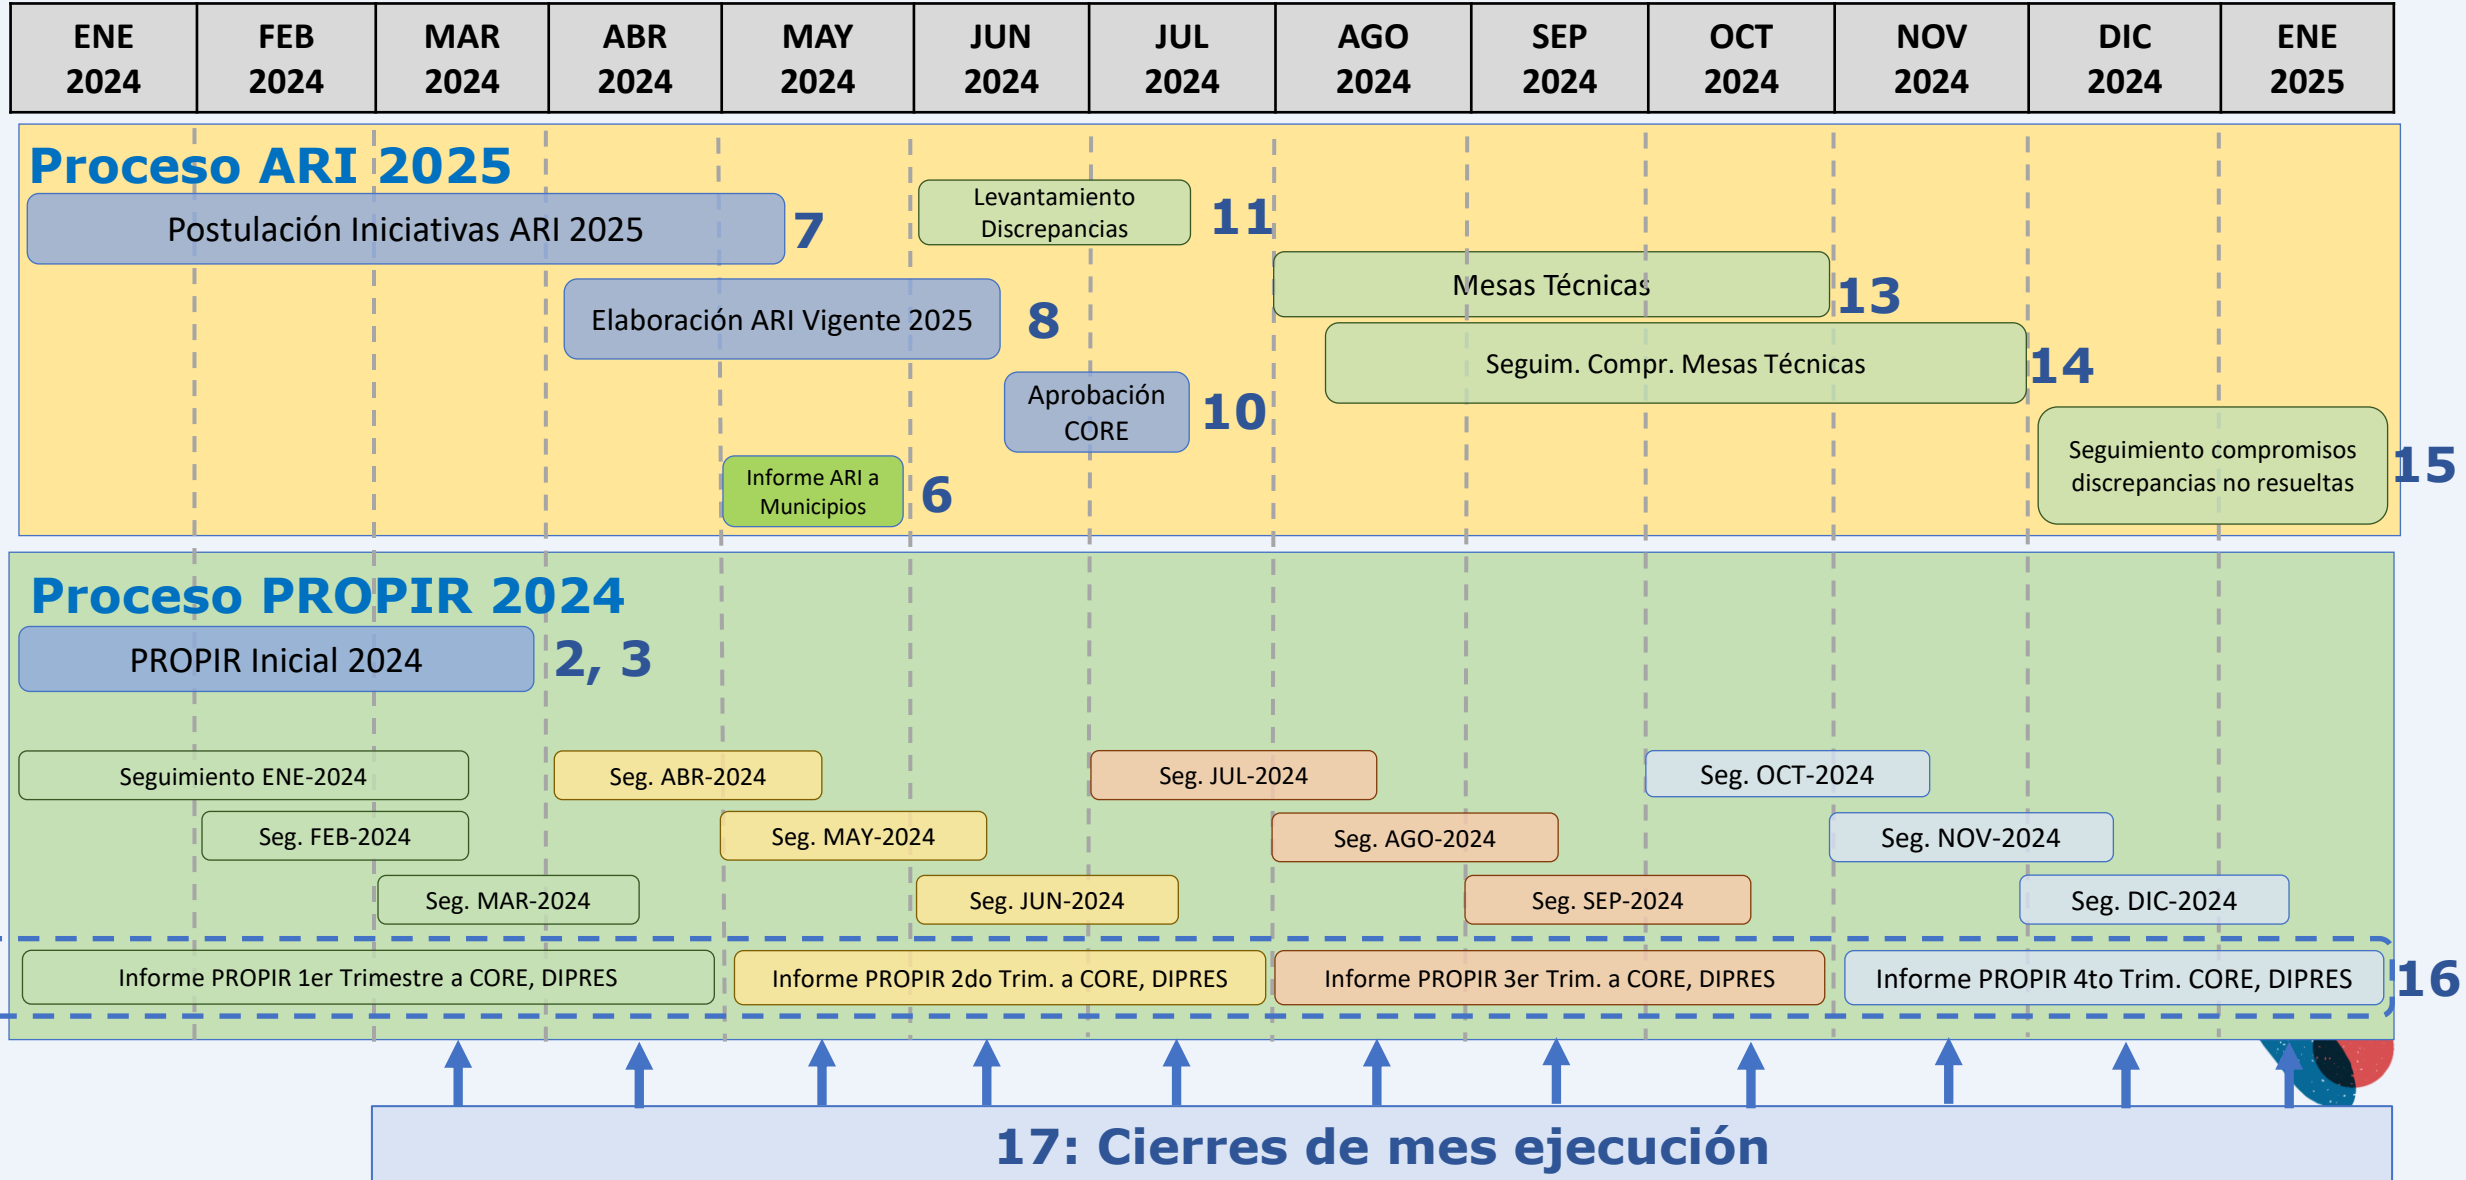 ENE
2024
FEB
2024
MAR
2024
ABR
2024
MAY
2024
JUN
2024
JUL
2024
AGO
2024
SEP
2024
OCT
2024
NOV
2024
DIC
2024
ENE
2025
Proceso ARI 2025
Postulación Iniciativas ARI 2025
7
Levantamiento
Discrepancias
11
Mesas Técnicas
13
Elaboración ARI Vigente 2025
8
Seguim. Compr. Mesas Técnicas
14
Aprobación
CORE
10
Informe ARI a
Municipios
6
Seguimiento compromisos
discrepancias no resueltas
15
Proceso PROPIR 2024
PROPIR Inicial 2024
2, 3
Seguimiento ENE-2024
Seg. ABR-2024
Seg. JUL-2024
Seg. OCT-2024
Seg. FEB-2024
Seg. MAY-2024
Seg. AGO-2024
Seg. NOV-2024
Seg. MAR-2024
Seg. JUN-2024
Seg. SEP-2024
Seg. DIC-2024
Informe PROPIR 1er Trimestre a CORE, DIPRES
Informe PROPIR 2do Trim. a CORE, DIPRES
Informe PROPIR 3er Trim. a CORE, DIPRES
Informe PROPIR 4to Trim. CORE, DIPRES
16
17: Cierres de mes ejecución